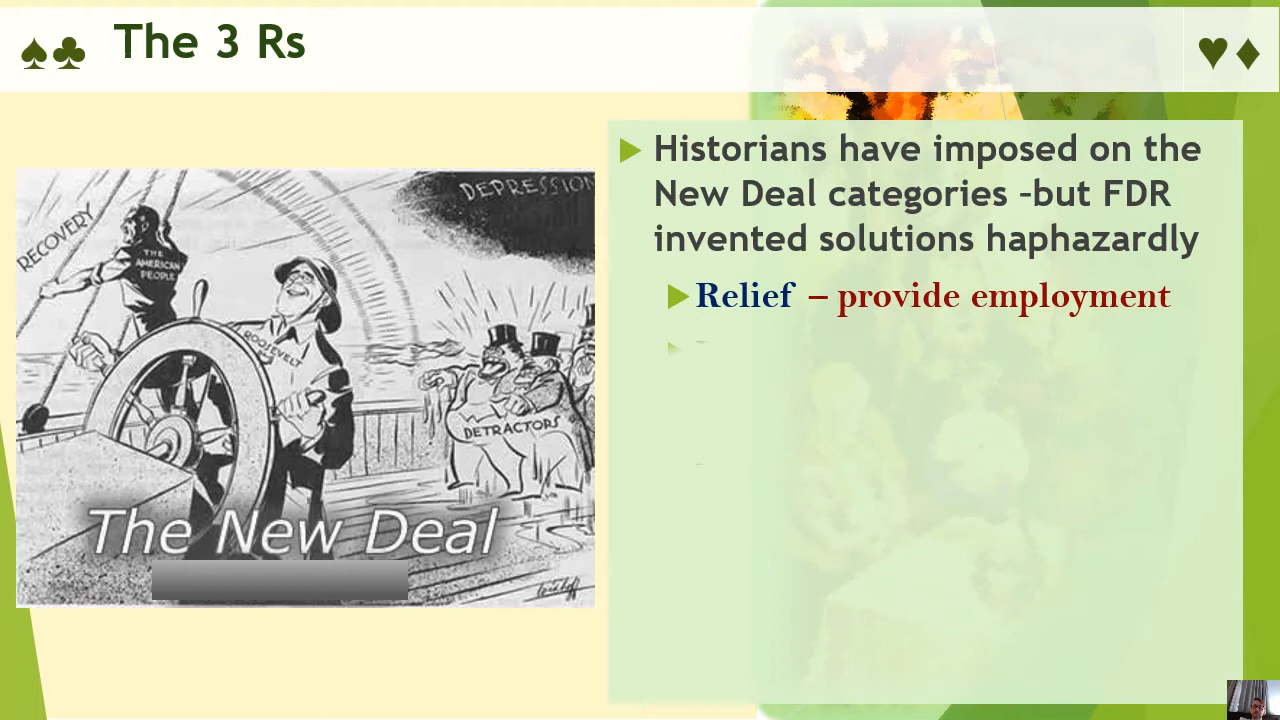 The 3 Rs
Historians have imposed on the
New Deal categories –but FDR
invented solutions haphazardly
Relief – provide employment
RECOVERY
THE
AMERICAN
PEOPLE
ROOSEVELT
DEPRESSION
DETRACTORS
The New Deal